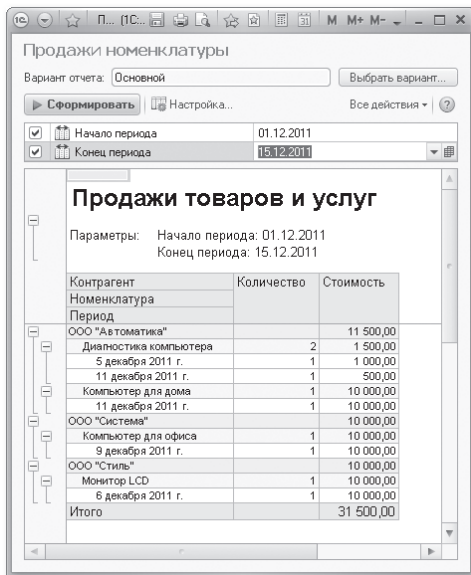 П... (1С:... M M+ M-
Продажи номенклатуры
Вариант отчета: Основной Выбрать вариант...
Сформировать Настройка... Все действия
Начало периода 01.12.2011
Конец периода 15.12.2011
Продажи товаров и услуг
Параметры: Начало периода: 01.12.2011
Конец периода: 15.12.2011
Контрагент Количество Стоимость
Номенклатура
Период
ООО "Автоматика" 11 500,00
Диагностика компьютера 2 1 500,00
5 декабря 2011 г. 1 1 000,00
11 декабря 2011 г. 1 500,00
Компьютер для дома 1 10 000,00
11 декабря 2011 г. 1 10 000,00
ООО "Система" 10 000,00
Компьютер для офиса 1 10 000,00
9 декабря 2011 г. 1 10 000,00
ООО "Стиль" 10 000,00
Монитор LCD 1 10 000,00
6 декабря 2011 г. 1 10 000,00
Итого 31 500,00